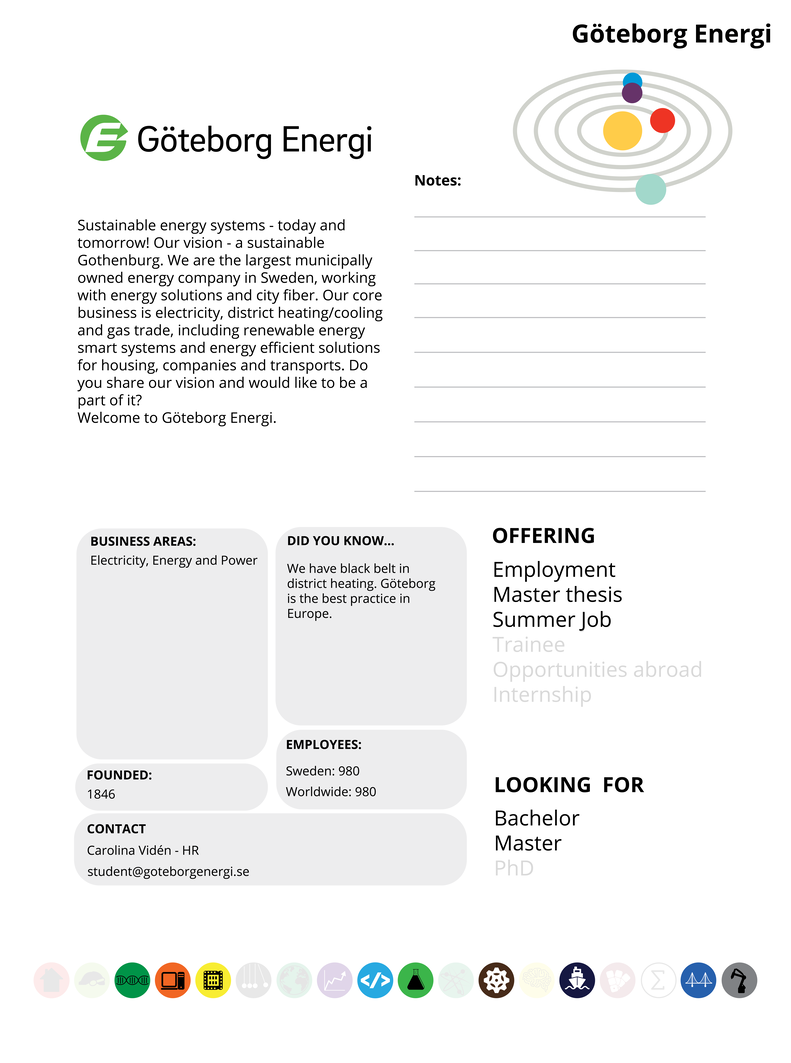 Göteborg Energi
Göteborg Energi
Notes:
Sustainable energy systems - today and
tomorrow! Our vision - a sustainable
Gothenburg. We are the largest municipally
owned energy company in Sweden, working
with energy solutions and city fiber. Our core
business is electricity, district heating/cooling
and gas trade, including renewable energy
smart systems and energy efficient solutions
for housing, companies and transports. Do
you share our vision and would like to be a
part of it?
Welcome to Göteborg Energi.
BUSINESS AREAS:
Electricity, Energy and Power
DID YOU KNOW...
We have black belt in
district heating. Göteborg
is the best practice in
Europe.
OFFERING
Employment
Master thesis
Summer Job
Trainee
Opportunities abroad
Internship
EMPLOYEES:
Sweden: 980
Worldwide: 980
FOUNDED:
1846
LOOKING FOR
Bachelor
Master
PhD
CONTACT
Carolina Vidén - HR
student@goteborgenergi.se